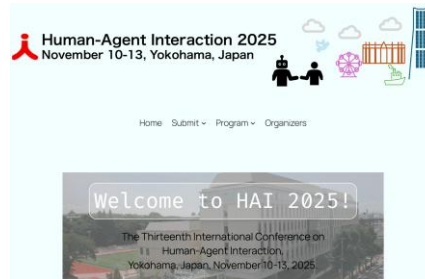 Human-Agent Interaction 2025
November 10-13, Yokohama, Japan
Home Submit Program Organizers
Welcome to HAI 2025!
The Thirteenth International Conference on
Human-Agent Interaction,
Yokohama, Japan, November 10-13, 2025